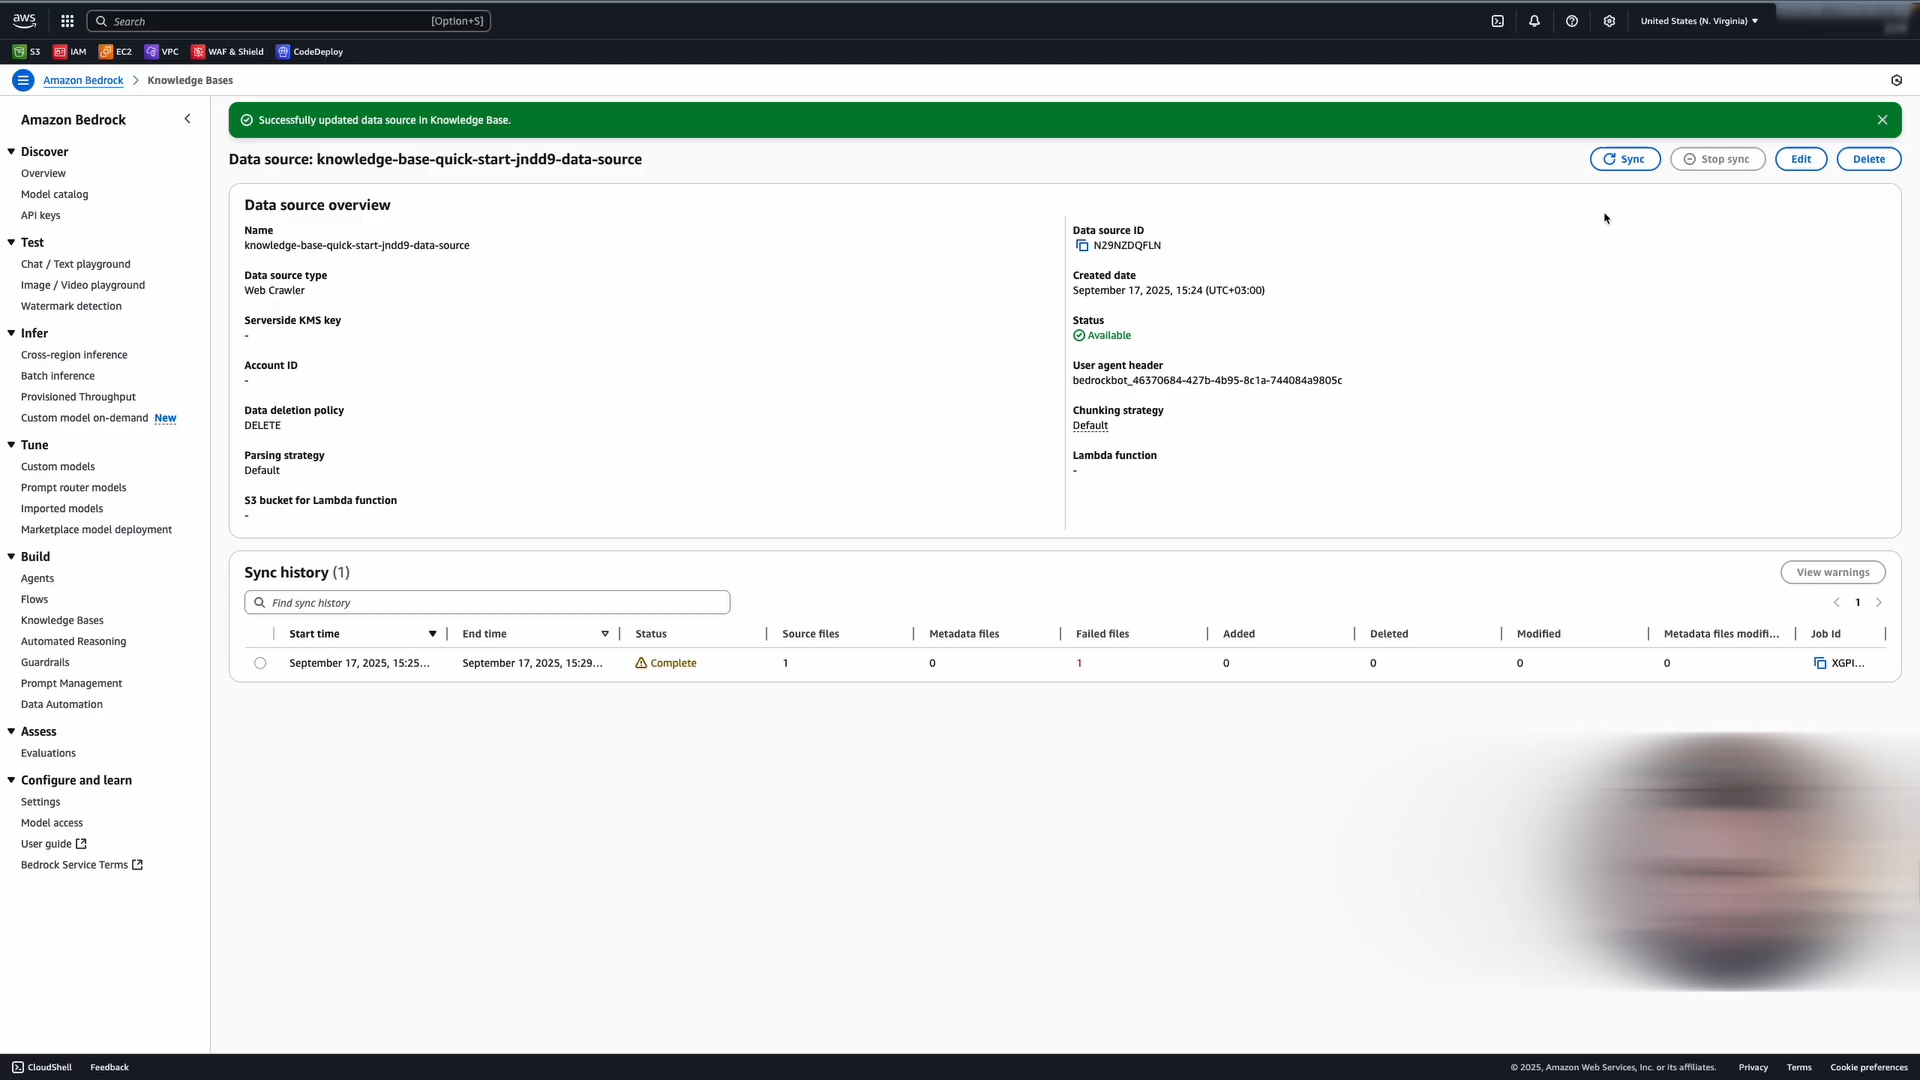 aws
Search [Option+S]
United States (N. Virginia)
S3 IAM EC2 VPC WAF & Shield CodeDeploy
Amazon Bedrock > Knowledge Bases
Amazon Bedrock
Discover
Overview
Model catalog
API keys
Test
Chat / Text playground
Image / Video playground
Watermark detection
Infer
Cross-region inference
Batch inference
Provisioned Throughput
Custom model on-demand New
Tune
Custom models
Prompt router models
Imported models
Marketplace model deployment
Build
Agents
Flows
Knowledge Bases
Automated Reasoning
Guardrails
Prompt Management
Data Automation
Assess
Evaluations
Configure and learn
Settings
Model access
User guide
Bedrock Service Terms
Successfully updated data source in Knowledge Base.
Data source: knowledge-base-quick-start-jndd9-data-source
Sync Stop sync Edit Delete
Data source overview
Name
knowledge-base-quick-start-jndd9-data-source
Data source type
Web Crawler
Serverside KMS key
-
Account ID
-
Data deletion policy
DELETE
Parsing strategy
Default
S3 bucket for Lambda function
-
Data source ID
N29NZDQFLN
Created date
September 17, 2025, 15:24 (UTC+03:00)
Status
Available
User agent header
bedrockbot_46370684-427b-4b95-8c1a-744084a9805c
Chunking strategy
Default
Lambda function
-
Sync history (1)
View warnings
Find sync history
1
Start time End time Status Source files Metadata files Failed files Added Deleted Modified Metadata files modifi... Job Id
September 17, 2025, 15:25... September 17, 2025, 15:29... Complete 1 0 1 0 0 0 0 XGPI...
CloudShell Feedback
© 2025, Amazon Web Services, Inc. or its affiliates. Privacy Terms Cookie preferences